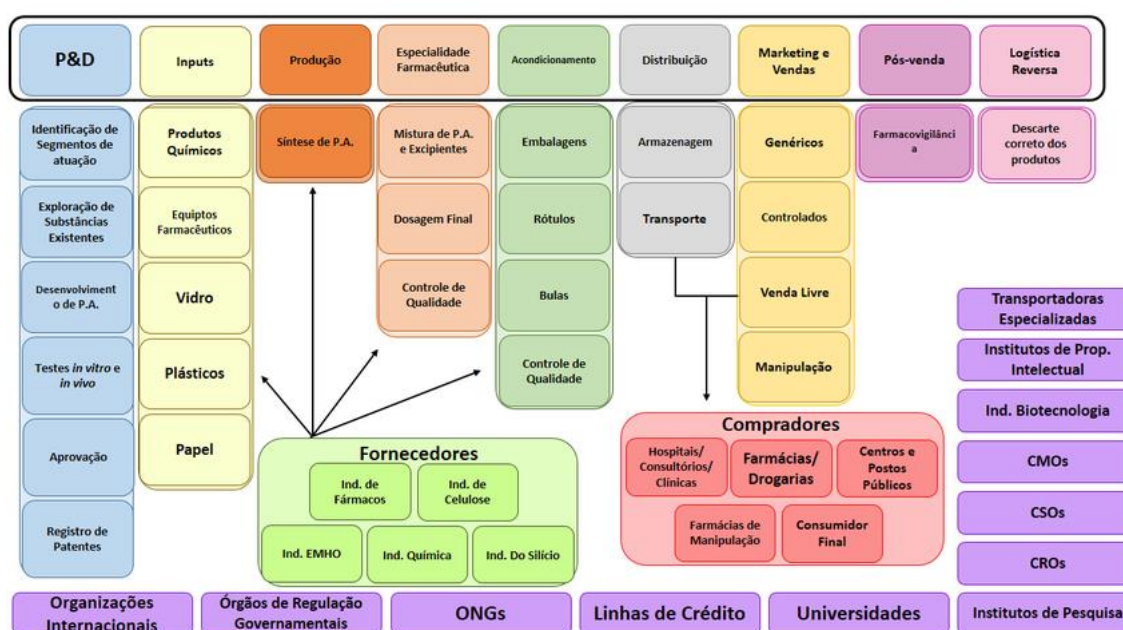 P&D
Inputs
Produção
Especialidade
Farmacêutica
Acondicionamento
Distribuição
Marketing e
Vendas
Pós-venda
Logística
Reversa
Identificação de
Segmentos de
atuação
Exploração de
Substâncias
Existentes
Desenvolviment
o de P.A.
Testes in vitro e
in vivo
Aprovação
Registro de
Patentes
Produtos
Químicos
Equiptos
Farmacêuticos
Vidro
Plásticos
Papel
Síntese de P.A.
Mistura de P.A.
e Excipientes
Dosagem Final
Controle de
Qualidade
Embalagens
Rótulos
Bulas
Controle de
Qualidade
Armazenagem
Transporte
Genéricos
Controlados
Venda Livre
Manipulação
Farmacovigilânci
a
Descarte
correto dos
produtos
Fornecedores
Ind. de
Fármacos
Ind. de
Celulose
Ind. EMHO
Ind. Química
Ind. Do Silício
Compradores
Hospitais/
Consultórios/
Clínicas
Farmácias/
Drogarias
Centros e
Postos
Públicos
Farmácias de
Manipulação
Consumidor
Final
Transportadoras
Especializadas
Institutos de Prop.
Intelectual
Ind. Biotecnologia
CMOs
CSOs
CROs
Organizações
Internacionais
Órgãos de Regulação
Governamentais
ONGs
Linhas de Crédito
Universidades
Institutos de Pesquisa